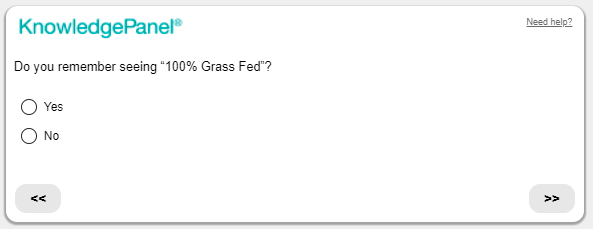 KnowledgePanel®
Need help?
Do you remember seeing “100% Grass Fed”?
Yes
No
<<
>>